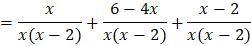 = x/(x(x − 2)) + (6 − 4x)/(x(x − 2)) + (x − 2)/(x(x − 2))